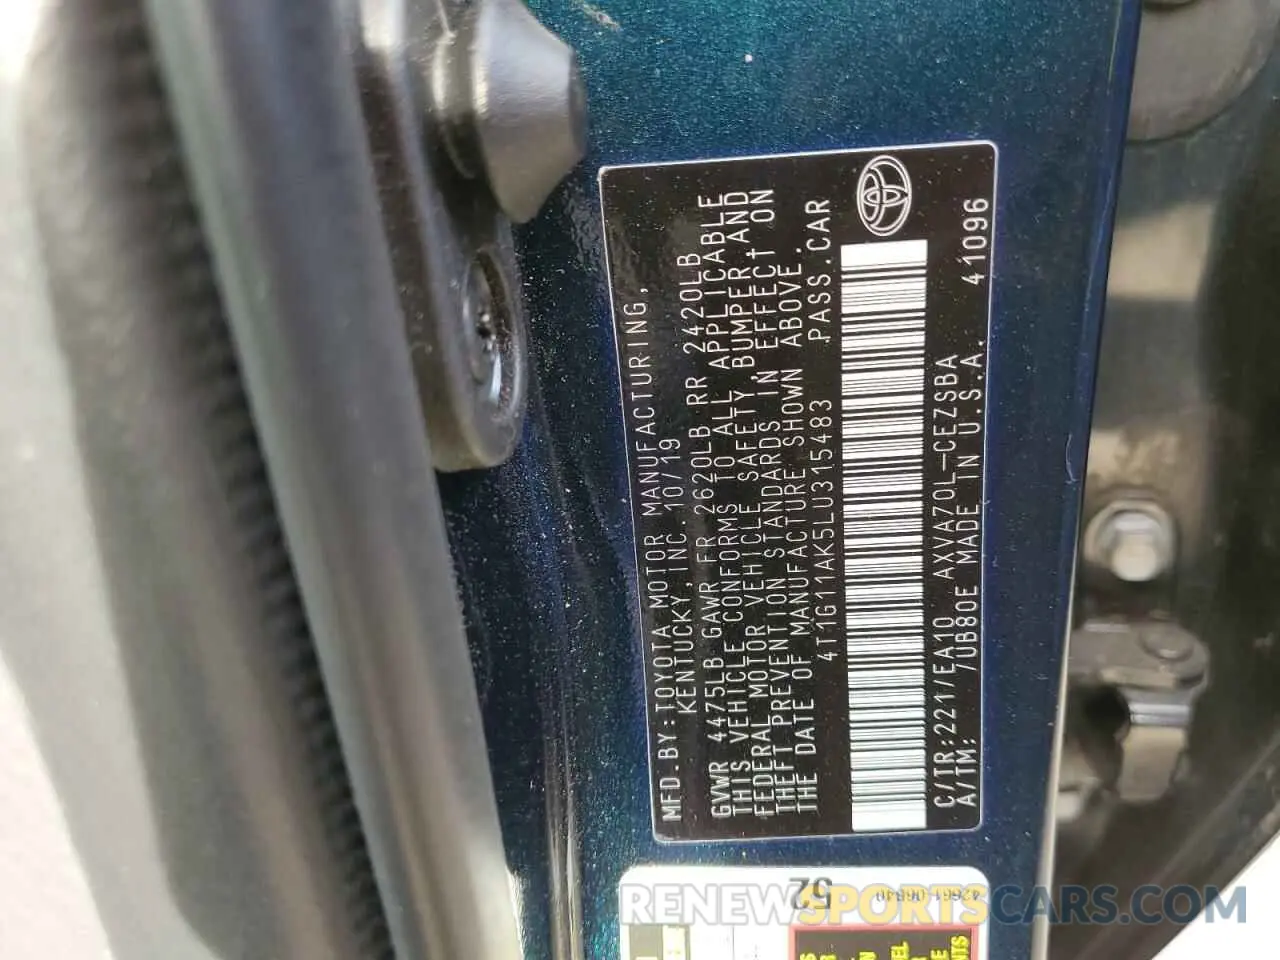 MFD.BY:TOYOTA MOTOR MANUFACTURING,
KENTUCKY, INC. 10/19
GVWR 4475LB GAWR FR 2620LB RR 2420LB
THIS VEHICLE CONFORMS TO ALL APPLICABLE
FEDERAL MOTOR VEHICLE SAFETY, BUMPER, AND
THEFT PREVENTION STANDARDS IN EFFECT ON
THE DATE OF MANUFACTURE SHOWN ABOVE.
4T1G11AK5LU315483 PASS.CAR
C/TR:221/EA10 AXVA70L-CEZSBA
A/TM: 7UB80E MADE IN U.S.A. 41096
52
RENEWSPORTSCARS.COM